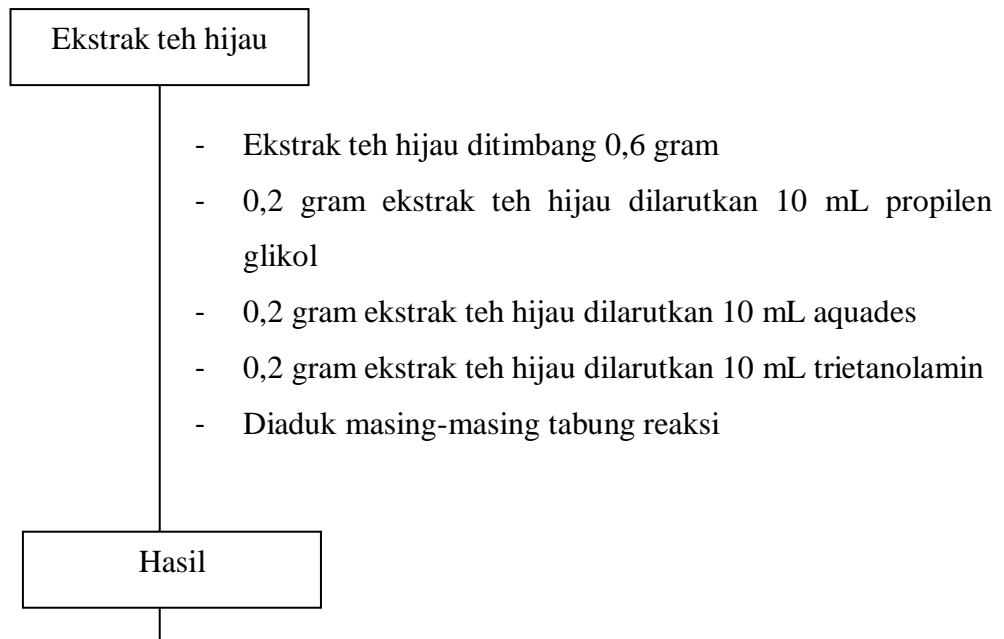 Ekstrak teh hijau
- Ekstrak teh hijau ditimbang 0,6 gram
- 0,2 gram ekstrak teh hijau dilarutkan 10 mL propilen
glikol
- 0,2 gram ekstrak teh hijau dilarutkan 10 mL aquades
- 0,2 gram ekstrak teh hijau dilarutkan 10 mL trietanolamin
- Diaduk masing-masing tabung reaksi
Hasil